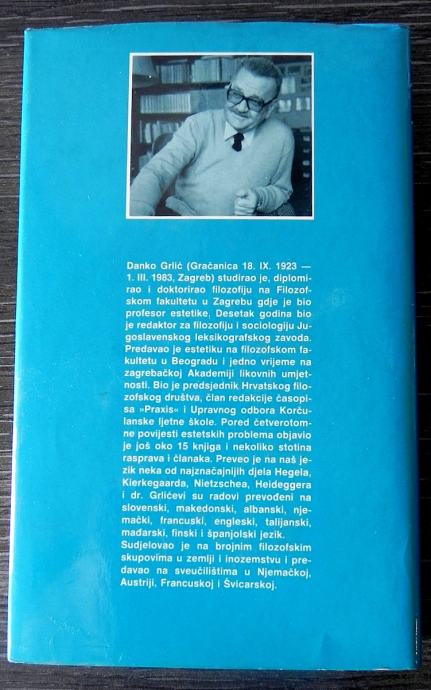 Danko Grlić (Gračanica 18. IX. 1923 —
1. III. 1983, Zagreb) studirao je, diplomi-
rao i doktorirao filozofiju na Filozof-
skom fakultetu u Zagrebu gdje je bio
profesor estetike. Desetak godina bio
je redaktor za filozofiju i sociologiju Ju-
goslavenskog leksikografskog zavoda.
Predavao je estetiku na filozofskom fa-
kultetu u Beogradu i jedno vrijeme na
zagrebačkoj Akademiji likovnih umjet-
nosti. Bio je predsjednik Hrvatskog filo-
zofskog društva, član redakcije časopi-
sa »Praxis« i Upravnog odbora Korču-
lanske ljetne škole. Pored četverotom-
ne povijesti estetskih problema objavio
je još oko 15 knjiga i nekoliko stotina
rasprava i članaka. Preveo je na naš je-
zik neka od najznačajnijih djela Hegela,
Kierkegaarda, Nietzschea, Heideggera
i dr. Grlićevi su radovi prevođeni na
slovenski, makedonski, albanski, nje-
mački, francuski, engleski, talijanski,
mađarski, finski i španjolski jezik.
Sudjelovao je na brojnim filozofskim
skupovima u zemlji i inozemstvu i pre-
davao na sveučilištima u Njemačkoj,
Austriji, Francuskoj i Švicarskoj.